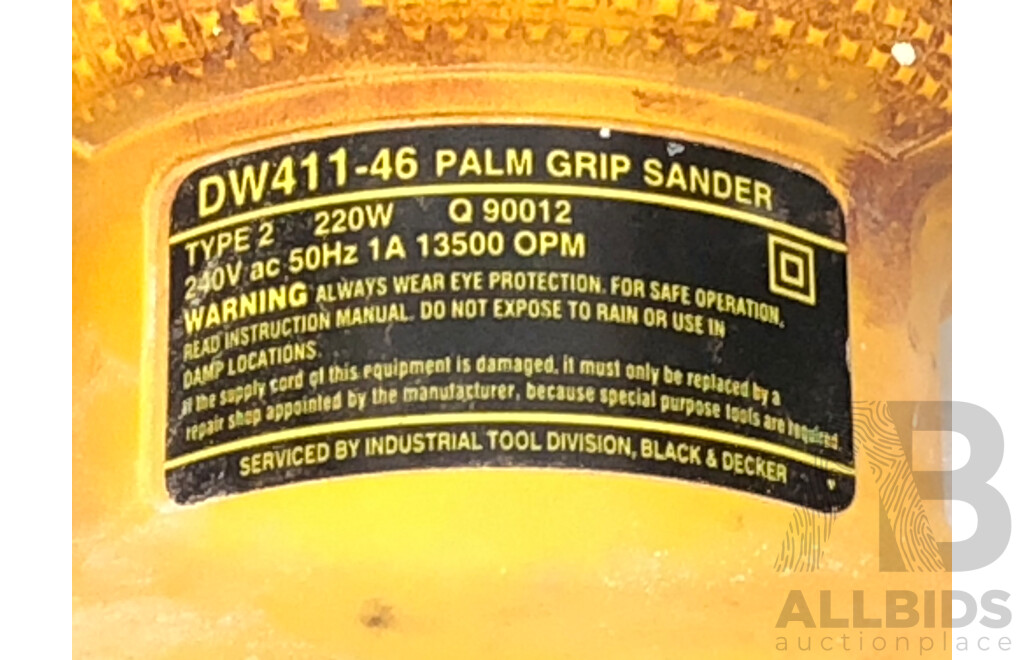 DW411-46 PALM GRIP SANDER
TYPE 2 220W Q 90012
240V ac 50Hz 1A 13500 OPM
WARNING ALWAYS WEAR EYE PROTECTION. FOR SAFE OPERATION,
READ INSTRUCTION MANUAL. DO NOT EXPOSE TO RAIN OR USE IN
DAMP LOCATIONS.
If the supply cord of this equipment is damaged, it must only be replaced by a
repair shop appointed by the manufacturer, because special purpose tools are required.
SERVICED BY INDUSTRIAL TOOL DIVISION, BLACK & DECKER
AB
ALLBIDS
auctionplace